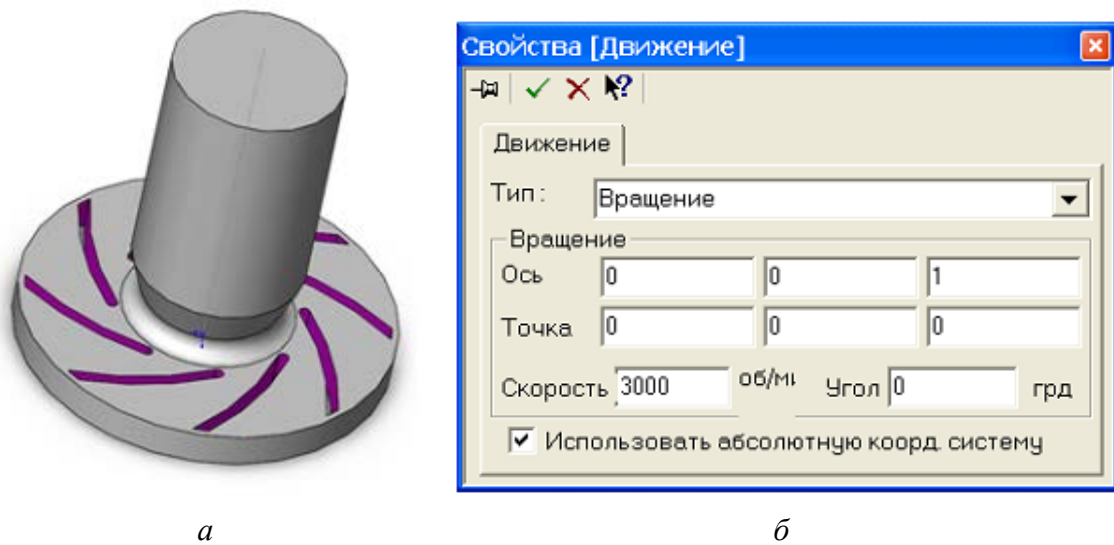 Свойства [Движение]
Движение
Тип: Вращение
Вращение
Ось 0 0 1
Точка 0 0 0
Скорость 3000 об/ми Угол 0 грд
Использовать абсолютную коорд. систему
а б